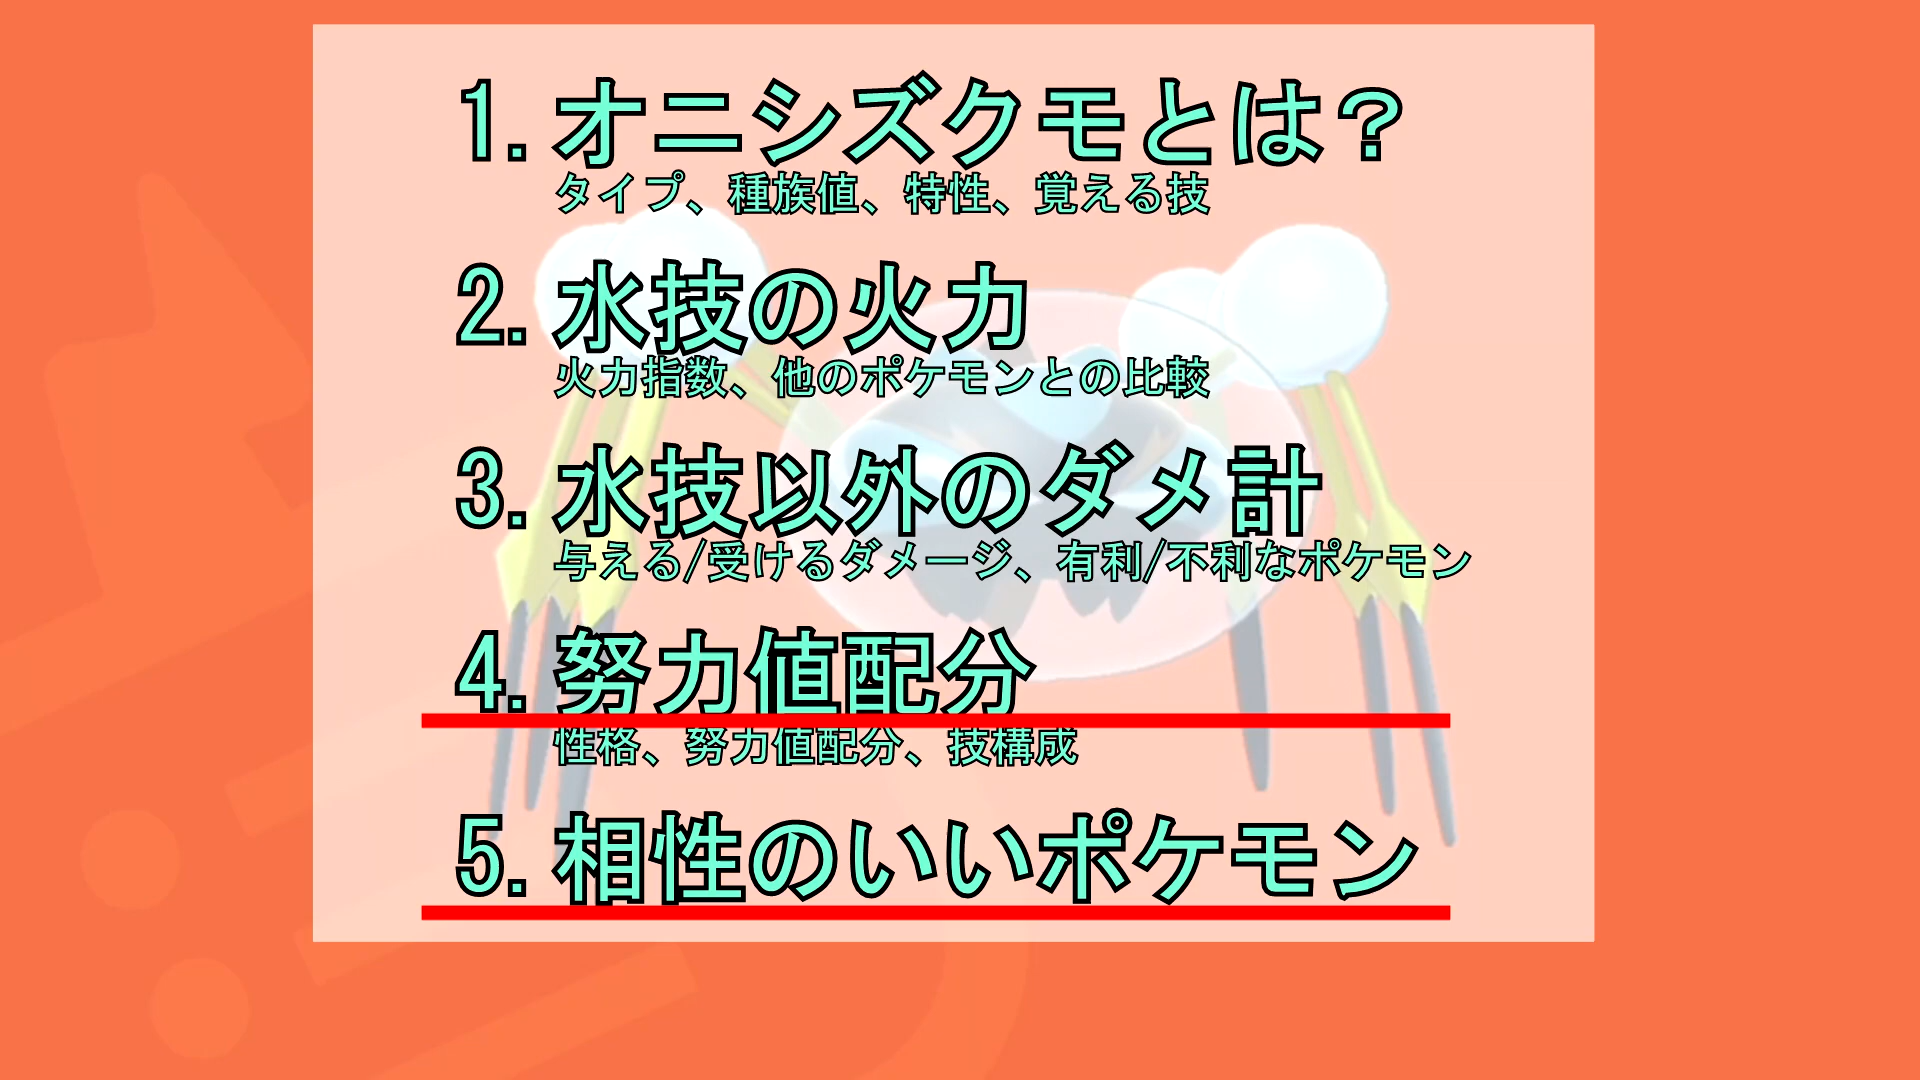 1. オニシズクモとは？
タイプ、種族値、特性、覚える技
2. 水技の火力
火力指数、他のポケモンとの比較
3. 水技以外のダメ計
与える/受けるダメージ、有利/不利なポケモン
4. 努力値配分
性格、努力値配分、技構成
5. 相性のいいポケモン